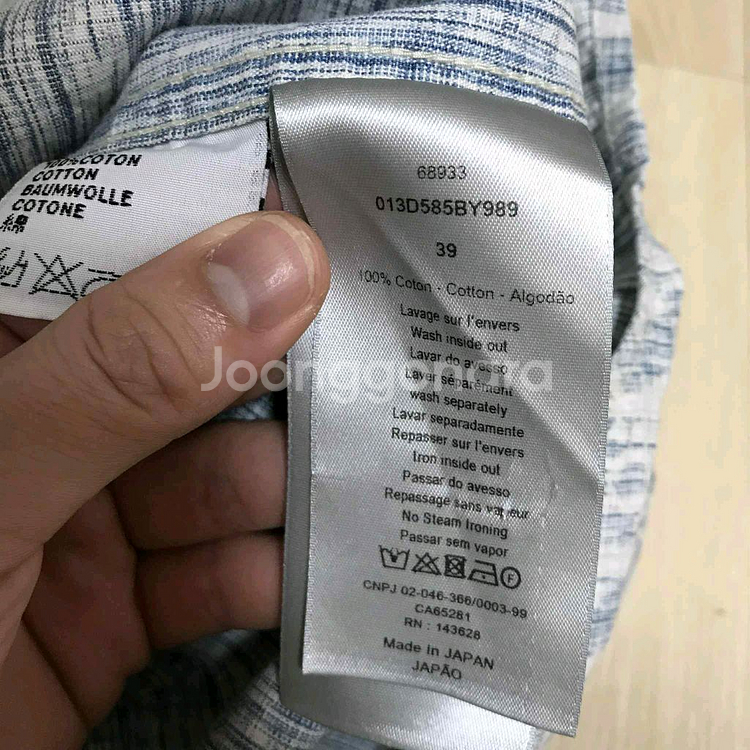 100%COTON
COTTON
BAUMWOLLE
COTONE
綿
68933
013D585BY989
39
100% Coton - Cotton - Algodão
Lavage sur l'envers
Wash inside out
Lavar do avesso
Laver séparément
wash separately
Lavar separadamente
Repasser sur l'envers
Iron inside out
Passar do avesso
Repassage sans vapeur
No Steam Ironing
Passar sem vapor
F
CNPJ 02-046-366/0003-99
CA65281
RN : 143628
Made In JAPAN
JAPÃO
Joonggonara